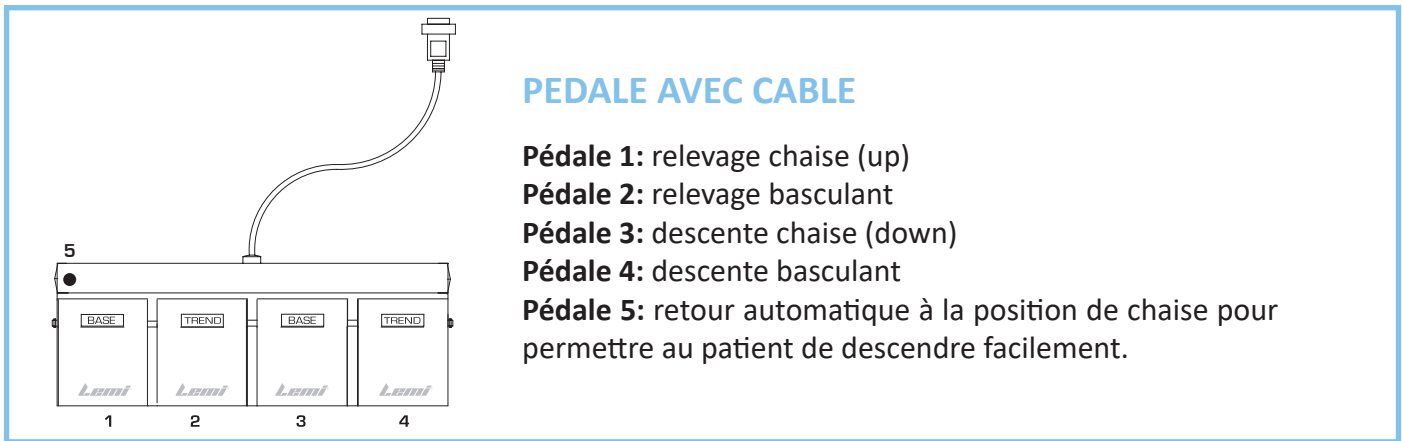 PEDALE AVEC CABLE
Pédale 1: relevage chaise (up)
Pédale 2: relevage basculant
Pédale 3: descente chaise (down)
Pédale 4: descente basculant
Pédale 5: retour automatique à la position de chaise pour
permettre au patient de descendre facilement.
5
BASE TREND BASE TREND
Lemi Lemi Lemi Lemi
1 2 3 4